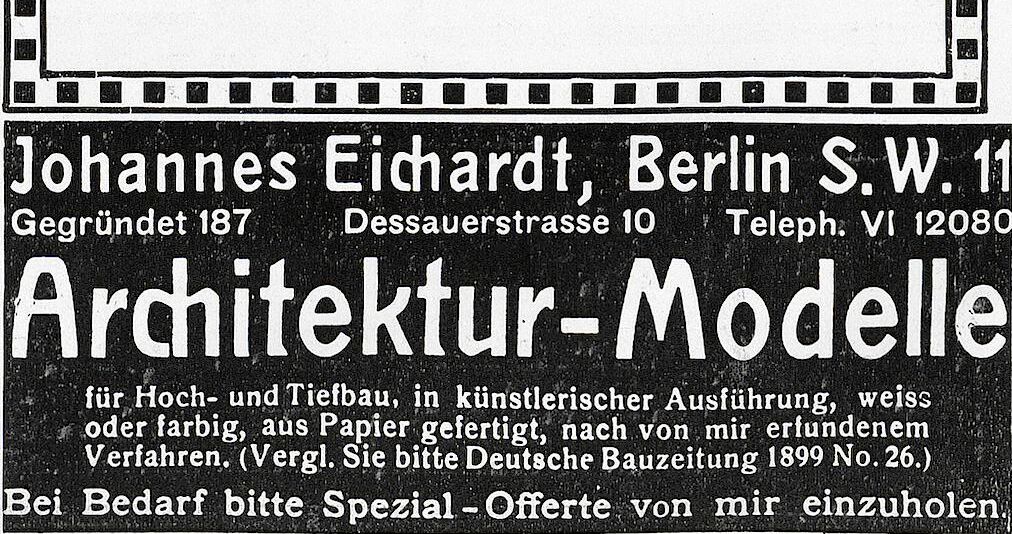 Johannes Eichardt, Berlin S. W. 11
Gegründet 187 Dessauerstrasse 10 Teleph. VI 12080
Architektur-Modelle
für Hoch- und Tiefbau, in künstlerischer Ausführung, weiss
oder farbig, aus Papier gefertigt, nach von mir erfundenem
Verfahren. (Vergl. Sie bitte Deutsche Bauzeitung 1899 No. 26.)
Bei Bedarf bitte Spezial-Offerte von mir einzuholen.